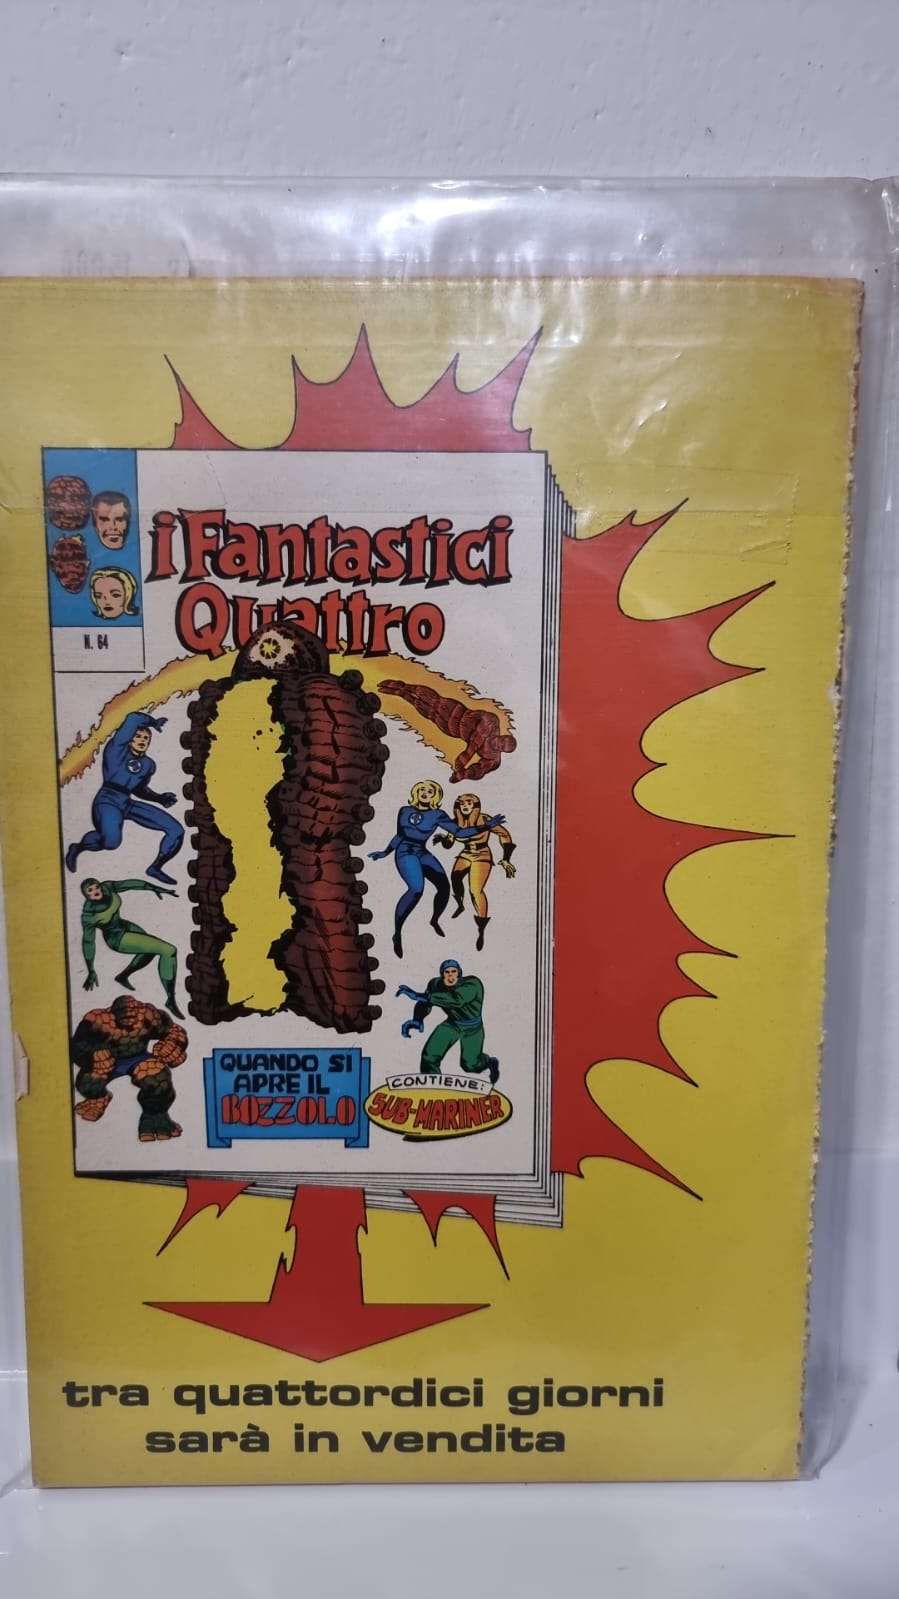 i Fantastici
Quattro
N. 64
QUANDO SI
APRE IL
BOZZOLO
CONTIENE:
SUB-MARINER
tra quattordici giorni
sarà in vendita